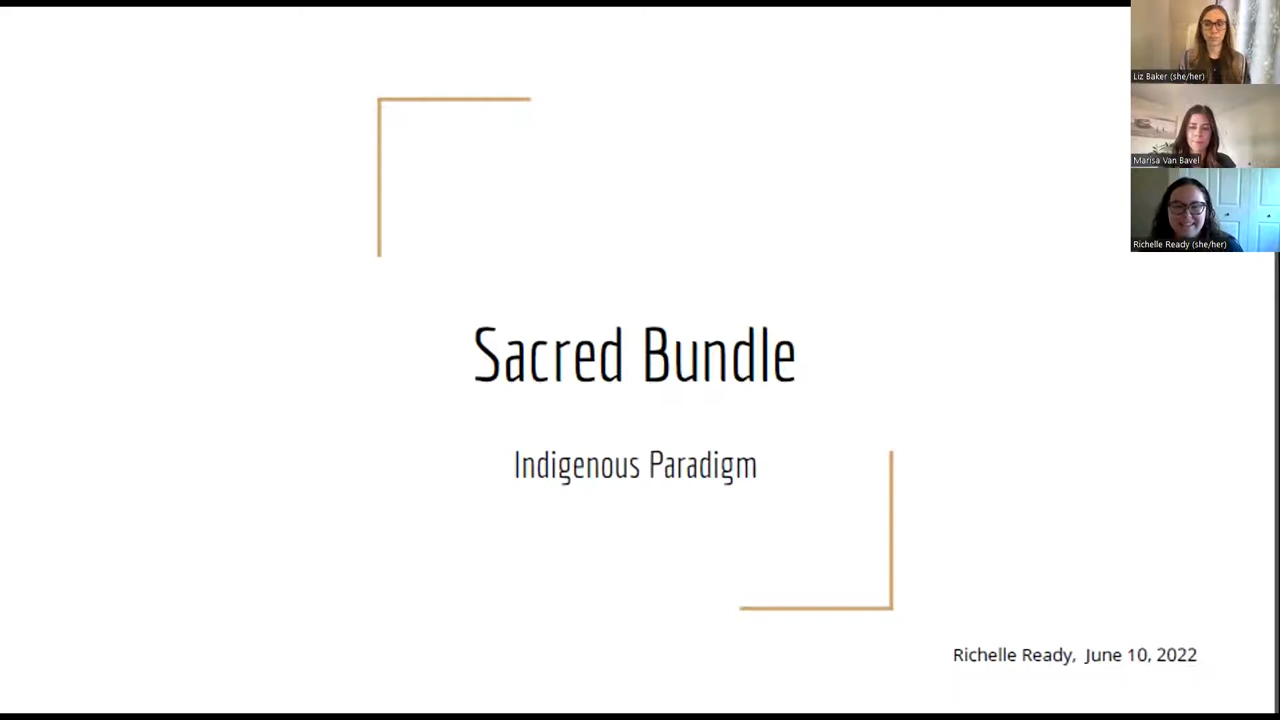 Liz Baker (she/her)
Marisa Van Bavel
Richelle Ready (she/her)
Sacred Bundle
Indigenous Paradigm
Richelle Ready, June 10, 2022